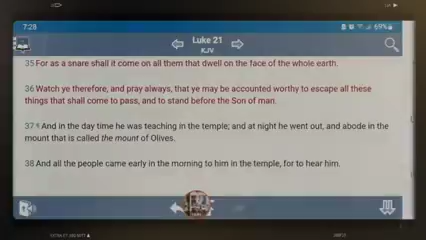 7:28
69%
Luke 21
KJV
35 For as a snare shall it come on all them that dwell on the face of the whole earth.
36 Watch ye therefore, and pray always, that ye may be accounted worthy to escape all these
things that shall come to pass, and to stand before the Son of man.
37 ¶ And in the day time he was teaching in the temple; and at night he went out, and abode in the
mount that is called the mount of Olives.
38 And all the people came early in the morning to him in the temple, for to hear him.